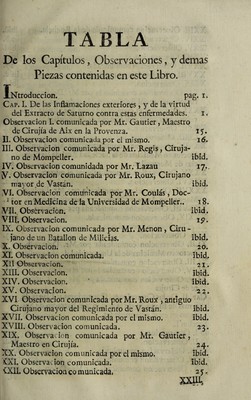 TABLA
De los Capítulos, Observaciones, y demas
Piezas contenidas en este Libro.
INtroduccion. pag. 1.
CAP. I. De las Inflamaciones exteriores, y de la virtud
del Extracto de Saturno contra estas enfermedades. 1.
Observacion I. comunicada por Mr. Gautier, Maestro
de Cirujía de Aix en la Provenza. 15.
II. Observacion comunicada por el mismo. 16.
III. Observacion comunicada por Mr. Regis, Ciruja-
no de Mompeller. ibid.
IV. Observacion comunicada por Mr. Lazau 17.
V. Observacion comunicada por Mr. Roux, Cirujano
mayor de Vastán. ibid.
VI. Observacion comunicada por Mr. Coulás, Doc-
tor en Medicina de la Universidad de Mompeller.. 18.
VII. Observacion. Ibid.
VIII. Observacion. 19.
IX. Observacion comunicada por Mr. Menon, Ciru-
jano de un Batallon de Milicias. Ibid.
X. Observacion. 20.
XI. Observacion comunicada. Ibid.
XII Observacion. 21.
XIII. Observacion. Ibid.
XIV. Observacion. Ibid.
XV. Observacion. 22.
XVI Observacion comunicada por Mr. Roux, antiguo
Cirujano mayor del Regimiento de Vastán. ibid.
XVII. Observacion comunicada por el mismo. Ibid.
XVIII. Observacion comunicada. 23.
XIX. Observacion comunicada por Mr. Gautier,
Maestro en Cirujía. 24.
XX. Observacion comunicada por el mismo. Ibid.
XXI. Observacion comunicada. Ibid.
XXII. Observacion comunicada. 25.
XXIII,